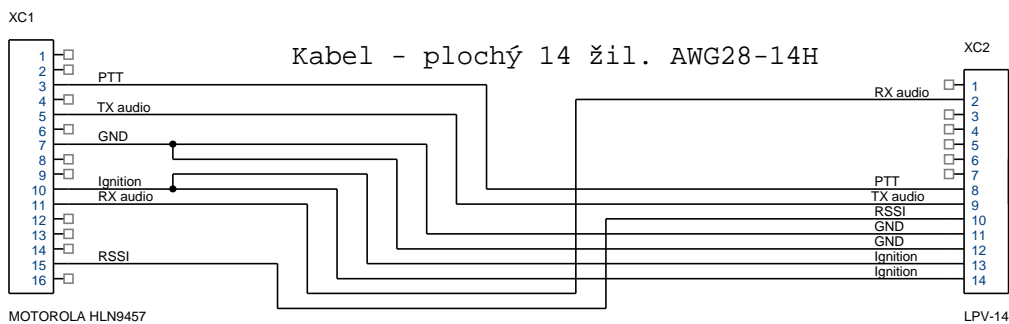 XC1
Kabel - plochý 14 žil. AWG28-14H
XC2
1
2
3
4
5
6
7
8
9
10
11
12
13
14
15
16
PTT
TX audio
GND
Ignition
RX audio
RSSI
RX audio
PTT
TX audio
RSSI
GND
GND
Ignition
Ignition
1
2
3
4
5
6
7
8
9
10
11
12
13
14
MOTOROLA HLN9457
LPV-14